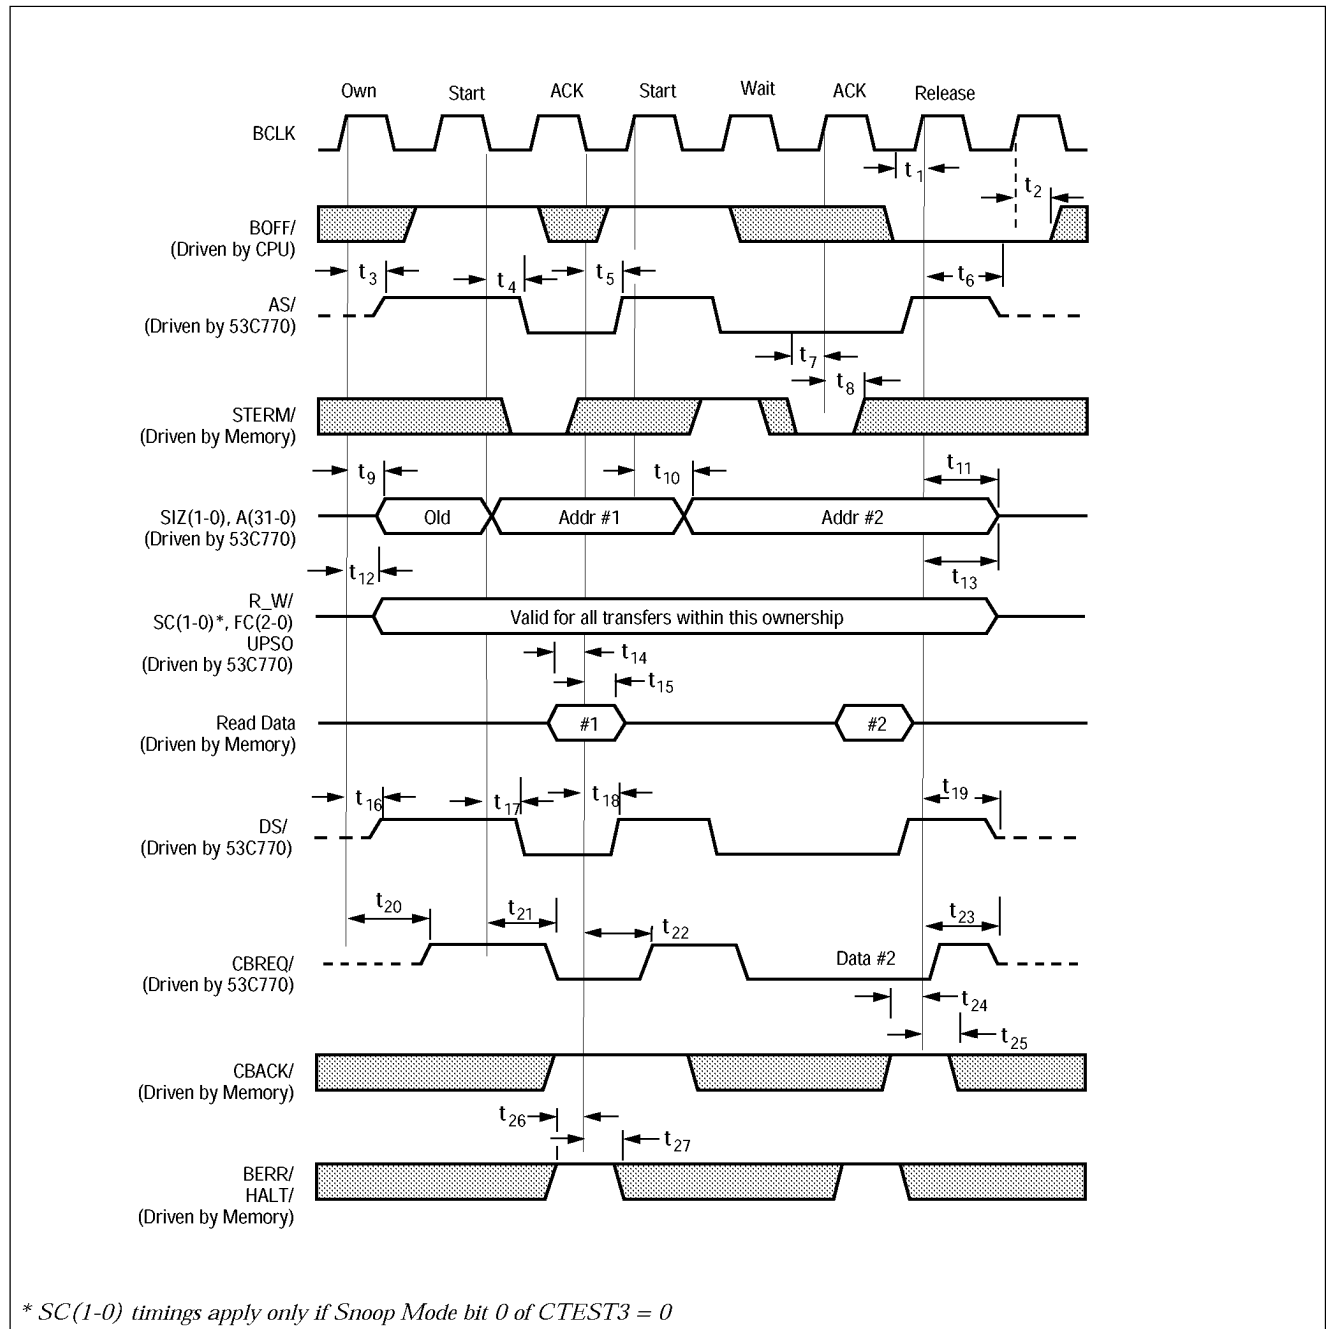 Own Start ACK Start Wait ACK Release
BCLK
t1
t2
BOFF/
(Driven by CPU)
t3 t4 t5 t6
AS/
(Driven by 53C770)
t7
t8
STERM/
(Driven by Memory)
t9 t10 t11
SIZ(1-0), A(31-0)
(Driven by 53C770)
Old Addr #1 Addr #2
t12 t13
R_W/
SC(1-0)*, FC(2-0)
UPSO
(Driven by 53C770)
Valid for all transfers within this ownership
t14
t15
Read Data
(Driven by Memory)
#1 #2
t16 t17 t18 t19
DS/
(Driven by 53C770)
t20 t21 t22 t23
CBREQ/
(Driven by 53C770)
Data #2
t24
t25
CBACK/
(Driven by Memory)
t26
t27
BERR/
HALT/
(Driven by Memory)
* SC(1-0) timings apply only if Snoop Mode bit 0 of CTEST3 = 0